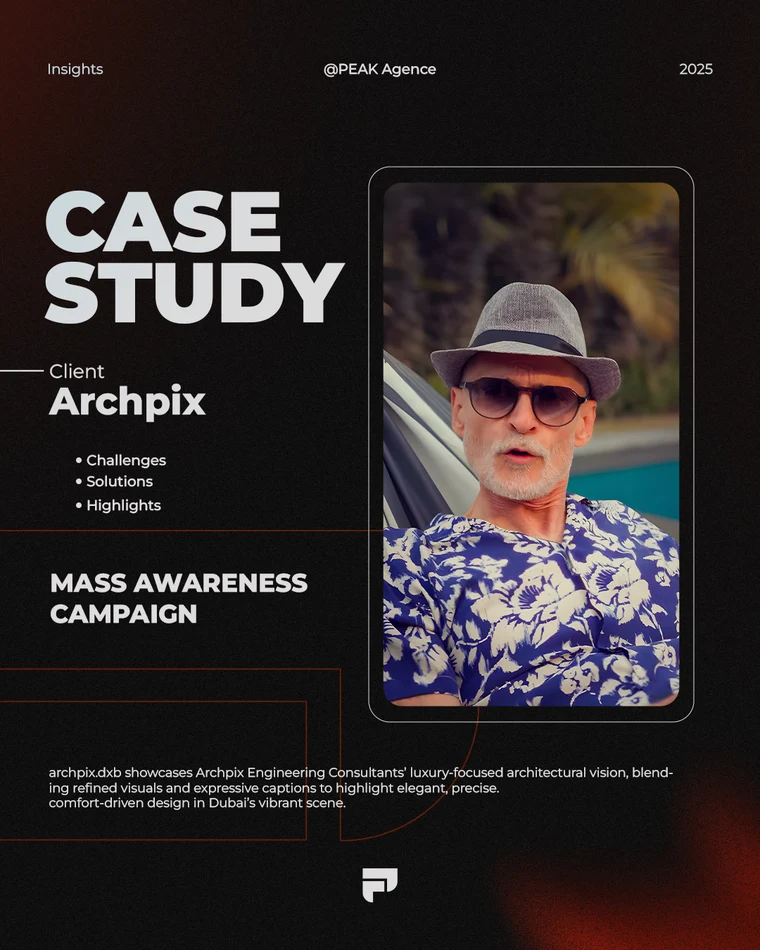 Insights
@PEAK Agence
2025
CASE
STUDY
Client
Archpix
• Challenges
• Solutions
• Highlights
MASS AWARENESS
CAMPAIGN
archpix.dxb showcases Archpix Engineering Consultants' luxury-focused architectural vision, blend-
ing refined visuals and expressive captions to highlight elegant, precise.
comfort-driven design in Dubai's vibrant scene.